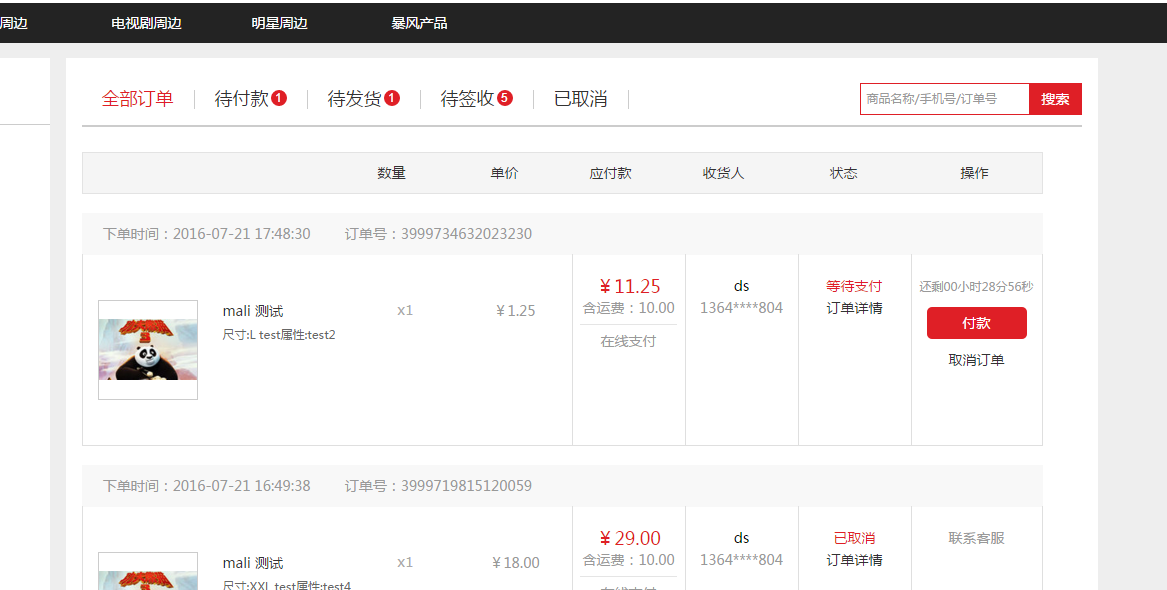 周边 电视剧周边 明星周边 暴风产品
全部订单 待付款 1 待发货 1 待签收 5 已取消 商品名称/手机号/订单号 搜索
数量 单价 应付款 收货人 状态 操作
下单时间：2016-07-21 17:48:30 订单号：3999734632023230
mali 测试 x1 ¥1.25 ¥11.25 ds 等待支付 还剩00小时28分56秒
尺寸:L test属性:test2 含运费：10.00 1364****804 订单详情 付款
在线支付 取消订单
下单时间：2016-07-21 16:49:38 订单号：3999719815120059
mali 测试 x1 ¥18.00 ¥29.00 ds 已取消 联系客服
尺寸:XXL test属性:test4 含运费：10.00 1364****804 订单详情